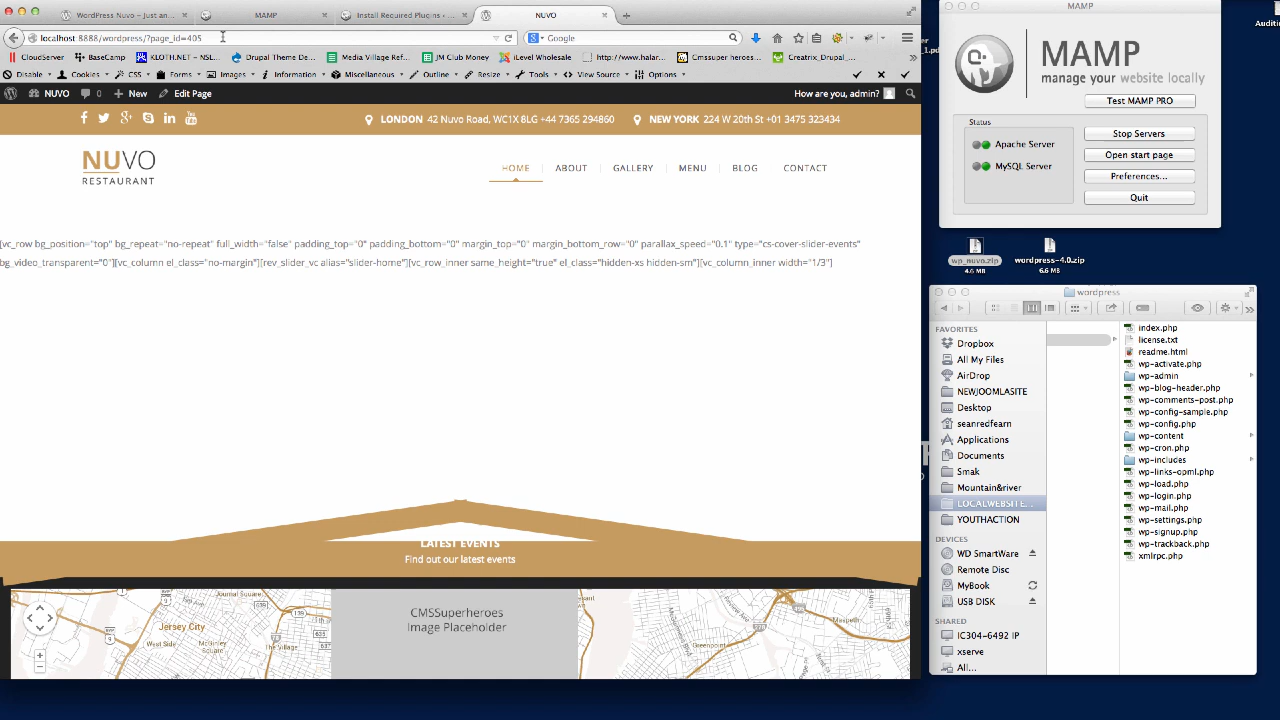 WordPress Nuvo – Just an...
MAMP
Install Required Plugins ‹ ...
NUVO
localhost:8888/wordpress/?page_id=405
Google
CloudServer
BaseCamp
KLOTH.NET – NSL...
Drupal Deme...
Media Village Ref...
JM Club Money
iLevel Wholesale
http://www.halar...
Cmssuper heroes...
Creatrix_Drupal_...
Disable
Cookies
CSS
Forms
Images
Information
Miscellaneous
Outline
Resize
Tools
View Source
Options
NUVO
0
New
Edit Page
How are you, admin?
LONDON 42 Nuvo Road, WC1X 8LG +44 7365 294860
NEW YORK 224 W 20th St +01 3475 323434
NUVO
RESTAURANT
HOME
ABOUT
GALLERY
MENU
BLOG
CONTACT
[vc_row bg_position="top" bg_repeat="no-repeat" full_width="false" padding_top="0" padding_bottom="0" margin_top="0" margin_bottom_row="0" parallax_speed="0.1" type="cs-cover-slider-events"
bg_video_transparent="0"][vc_column el_class="no-margin"][rev_slider_vc alias="slider-home"][vc_row_inner same_height="true" el_class="hidden-xs hidden-sm"][vc_column_inner width="1/3"]
LATEST EVENTS
Find out our latest events
Journal Square
Jersey City
West Side
The Village
CMSSuperheroes
Image Placeholder
Greenpoint
Maspeth
MAMP
MAMP
manage your website locally
Test MAMP PRO
Status
Apache Server
MySQL Server
Stop Servers
Open start page
Preferences...
Quit
wp_nuvo.zip
4.6 MB
wordpress-4.0.zip
6.6 MB
wordpress
FAVORITES
Dropbox
All My Files
AirDrop
NEWJOOMLASITE
Desktop
seanredfearn
Applications
Documents
Smak
Mountain&river
LOCALWEBSITE...
YOUTHACTION
DEVICES
WD SmartWare
Remote Disc
MyBook
USB DISK
SHARED
IC304-6492 IP
xserve
All...
index.php
license.txt
readme.html
wp-activate.php
wp-admin
wp-blog-header.php
wp-comments-post.php
wp-config-sample.php
wp-config.php
wp-content
wp-cron.php
wp-includes
wp-links-opml.php
wp-load.php
wp-login.php
wp-mail.php
wp-settings.php
wp-signup.php
wp-trackback.php
xmlrpc.php